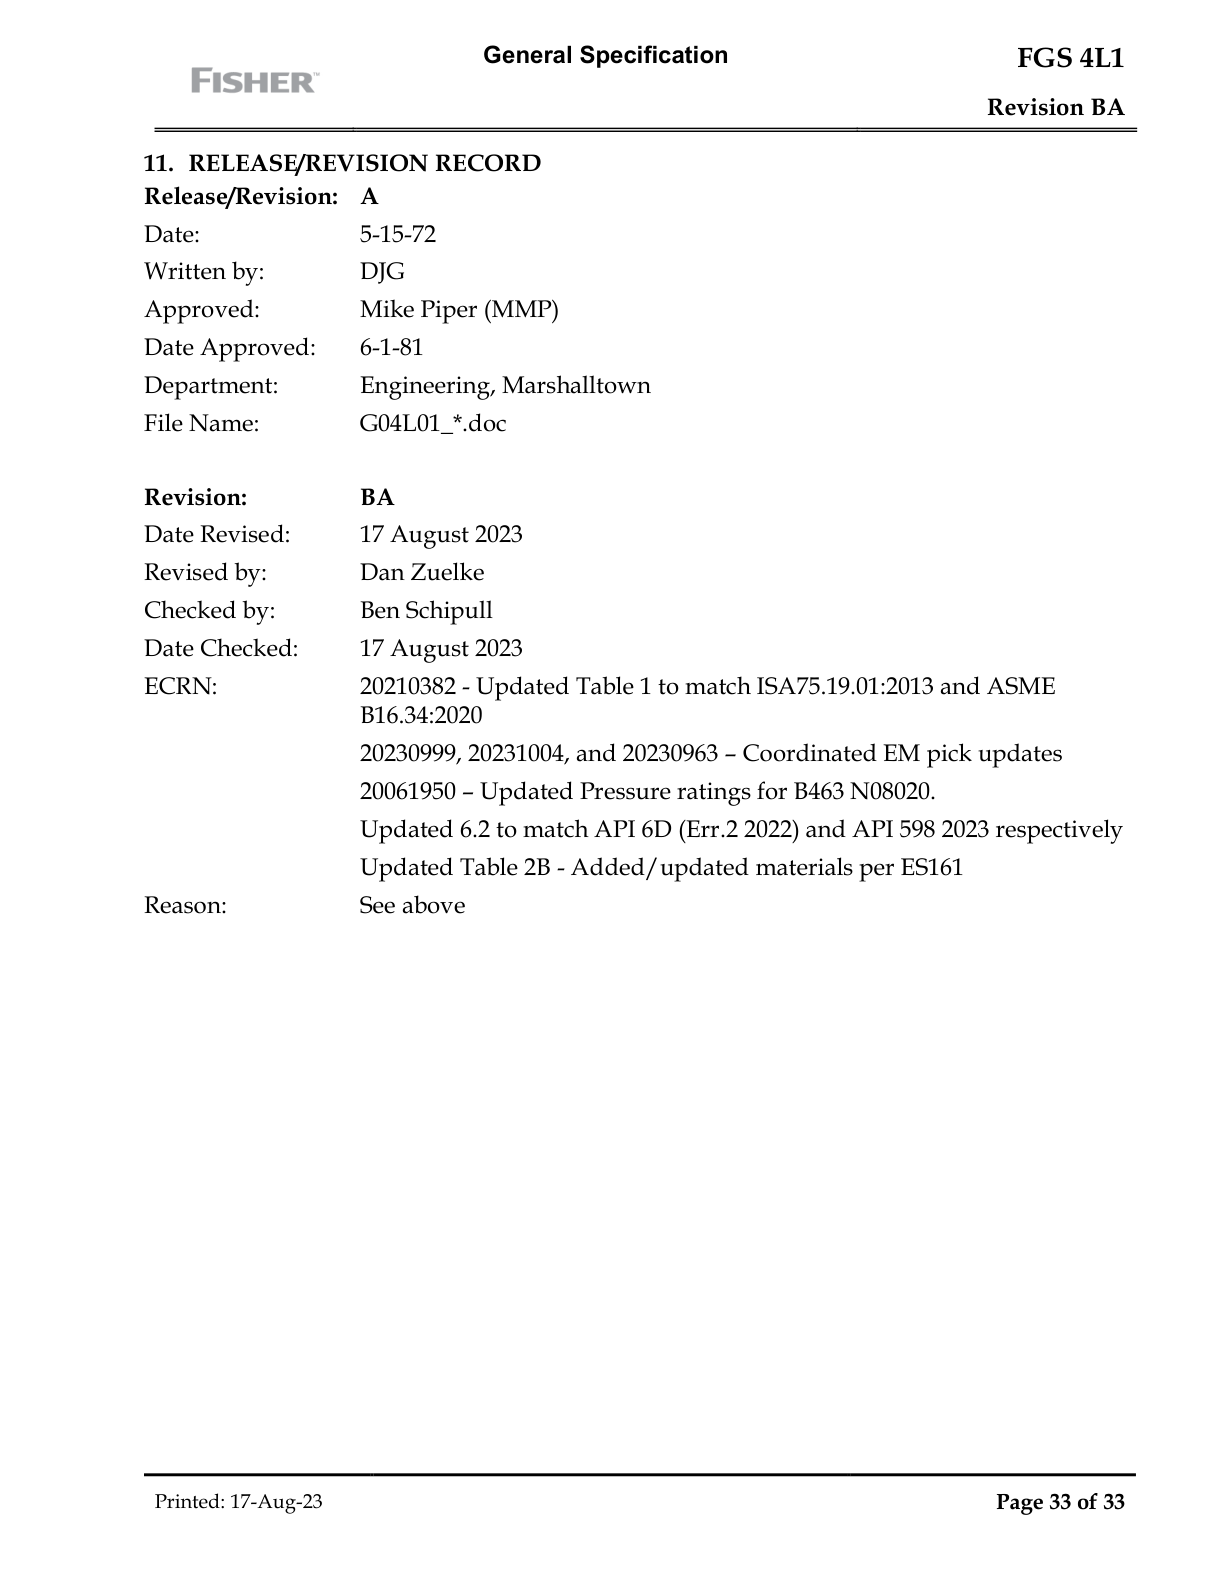 General Specification
FGS 4L1
FISHER™
Revision BA
11. RELEASE/REVISION RECORD
Release/Revision: A
Date: 5-15-72
Written by: DJG
Approved: Mike Piper (MMP)
Date Approved: 6-1-81
Department: Engineering, Marshalltown
File Name: G04L01_*.doc
Revision: BA
Date Revised: 17 August 2023
Revised by: Dan Zuelke
Checked by: Ben Schipull
Date Checked: 17 August 2023
ECRN: 20210382 - Updated Table 1 to match ISA75.19.01:2013 and ASME
B16.34:2020
20230999, 20231004, and 20230963 – Coordinated EM pick updates
20061950 – Updated Pressure ratings for B463 N08020.
Updated 6.2 to match API 6D (Err.2 2022) and API 598 2023 respectively
Updated Table 2B - Added/updated materials per ES161
Reason: See above
Printed: 17-Aug-23
Page 33 of 33